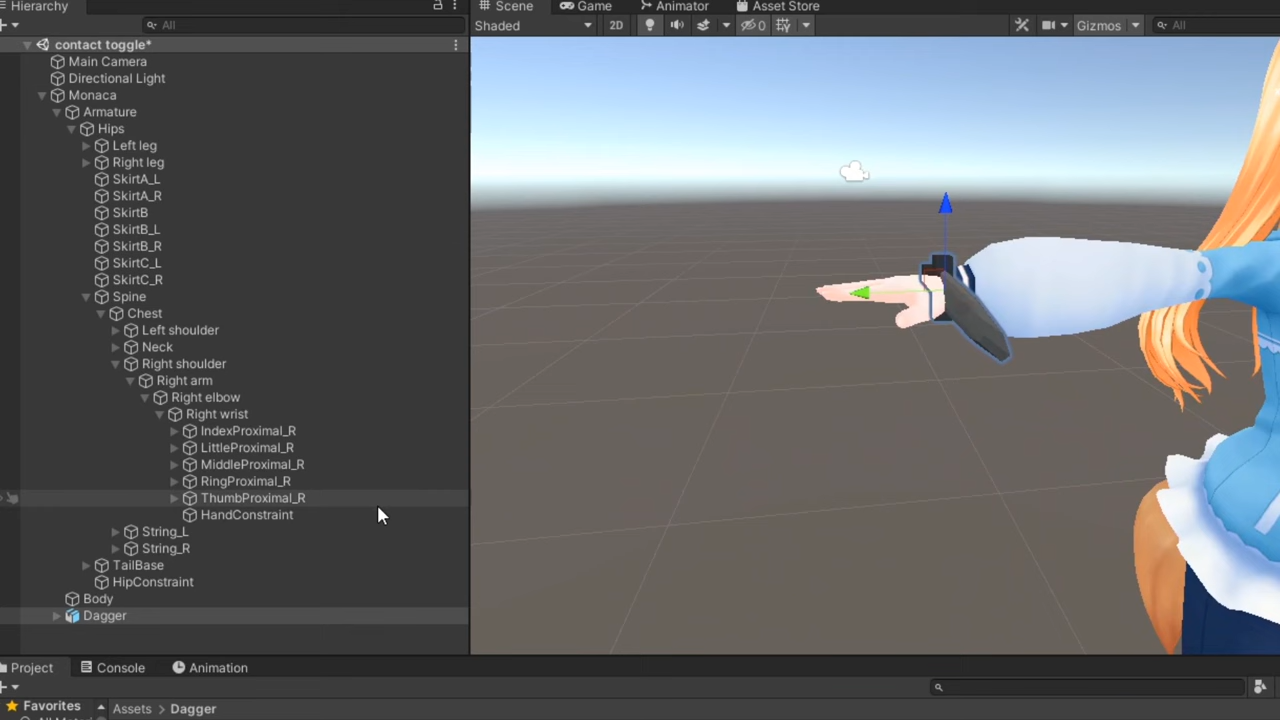 Hierarchy
All
contact toggle*
Main Camera
Directional Light
Monaca
Armature
Hips
Left leg
Right leg
SkirtA_L
SkirtA_R
SkirtB
SkirtB_L
SkirtB_R
SkirtC_L
SkirtC_R
Spine
Chest
Left shoulder
Neck
Right shoulder
Right arm
Right elbow
Right wrist
IndexProximal_R
LittleProximal_R
MiddleProximal_R
RingProximal_R
ThumbProximal_R
HandConstraint
String_L
String_R
TailBase
HipConstraint
Body
Dagger
Scene Game Animator Asset Store
Shaded 2D 0 Gizmos All
Project Console Animation
Favorites
Assets > Dagger